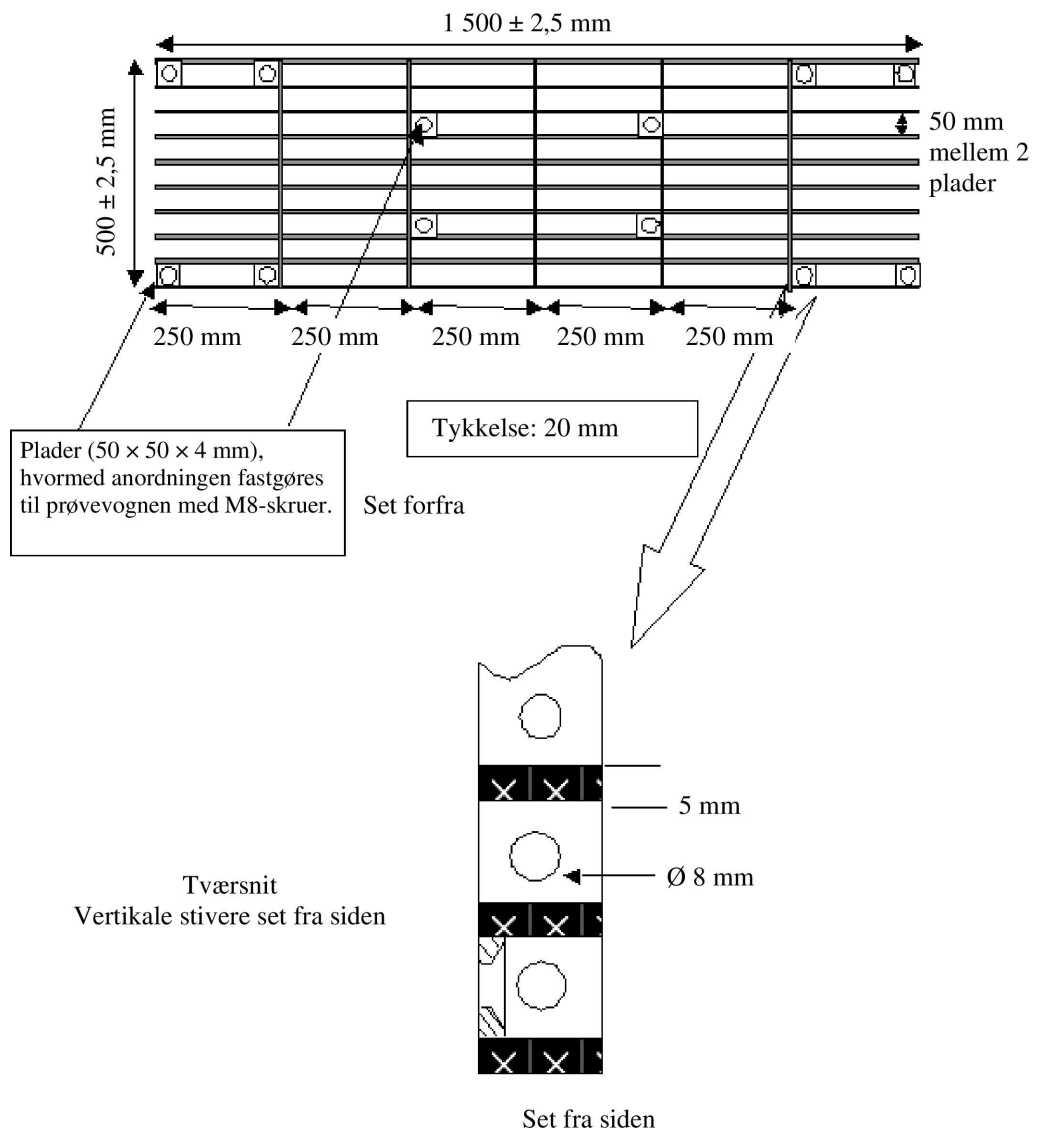 1 500 ± 2,5 mm
500 ± 2,5 mm
50 mm
mellem 2
plader
250 mm 250 mm 250 mm 250 mm 250 mm
Tykkelse: 20 mm
Plader (50 × 50 × 4 mm),
hvormed anordningen fastgøres
til prøvevognen med M8-skruer.
Set forfra
5 mm
Ø 8 mm
Tværsnit
Vertikale stivere set fra siden
Set fra siden